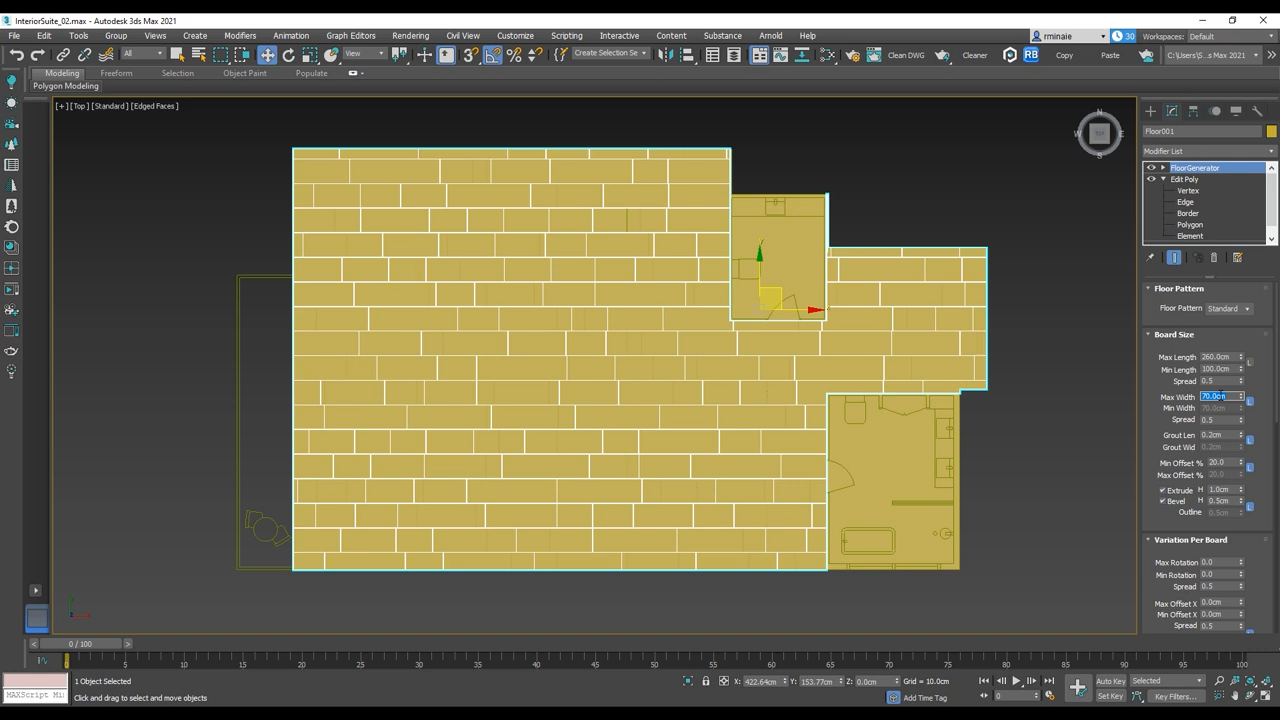 InteriorSuite_02.max - Autodesk 3ds Max 2021
File Edit Tools Group Views Create Modifiers Animation Graph Editors Rendering Civil View Customize Scripting Interactive Content Substance Arnold Help
rminaie 30 Workspaces: Default
All View Create Selection Se Clean DWG Cleaner RB Copy Paste C:\Users\S...s Max 2021
Modeling Freeform Selection Object Paint Populate
Polygon Modeling
[+] [Top] [Standard] [Edged Faces]
N
W E
S
Floor001
Modifier List
FloorGenerator
Edit Poly
Vertex
Edge
Border
Polygon
Element
Floor Pattern
Floor Pattern Standard
Board Size
Max Length 260.0cm
L
Min Length 100.0cm
Spread 0.5
Max Width 70.0cm
L
Min Width 70.0cm
Spread 0.5
Grout Len 0.2cm
L
Grout Wid 0.2cm
Min Offset % 20.0
L
Max Offset % 20.0
Extrude H 1.0cm
Bevel H 0.5cm
L
Outline 0.5cm
Variation Per Board
Max Rotation 0.0
Min Rotation 0.0
Spread 0.5
Max Offset X 0.0cm
Min Offset X 0.0cm
Spread 0.5
0 / 100
0 5 10 15 20 25 30 35 40 45 50 55 60 65 70 75 80 85 90 95 100
1 Object Selected
X: 422.64cm Y: 153.77cm Z: 0.0cm Grid = 10.0cm
Auto Key Selected
MAXScript Mi
Click and drag to select and move objects
Add Time Tag
0
Set Key Key Filters...